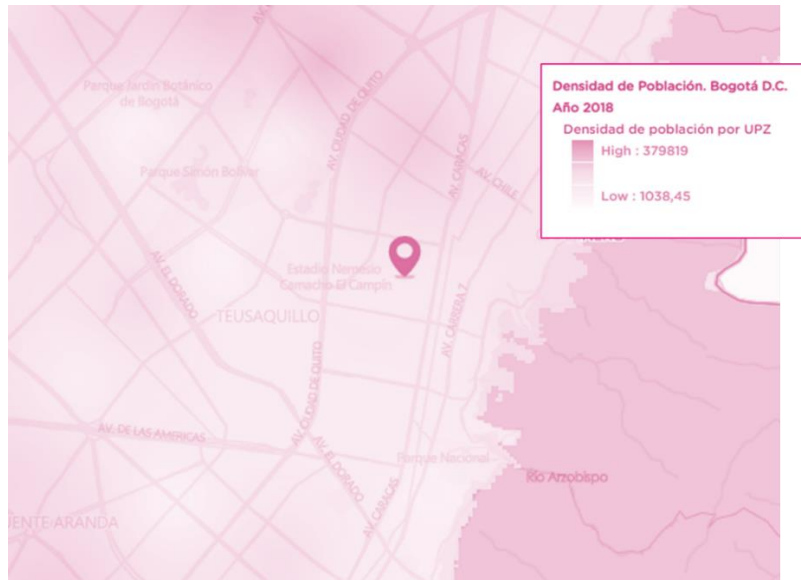 Densidad de Población. Bogotá D.C.
Año 2018
Densidad de población por UPZ
High : 379819
Low : 1038,45
AV. CIUDAD DE QUITO
Parque Jardín Botánico
de Bogotá
AV. CARACAS
Parque Simón Bolívar
AV. CHILE
Estadio Nemesio
Camacho El Campín
AV. EL DORADO
TEUSAQUILLO
AV. CARRERA 7
AV. CIUDAD DE QUITO
AV. DE LAS AMERICAS
AV. EL DORADO
Parque Nacional
Río Arzobispo
AV. CARACAS
UENTE ARANDA